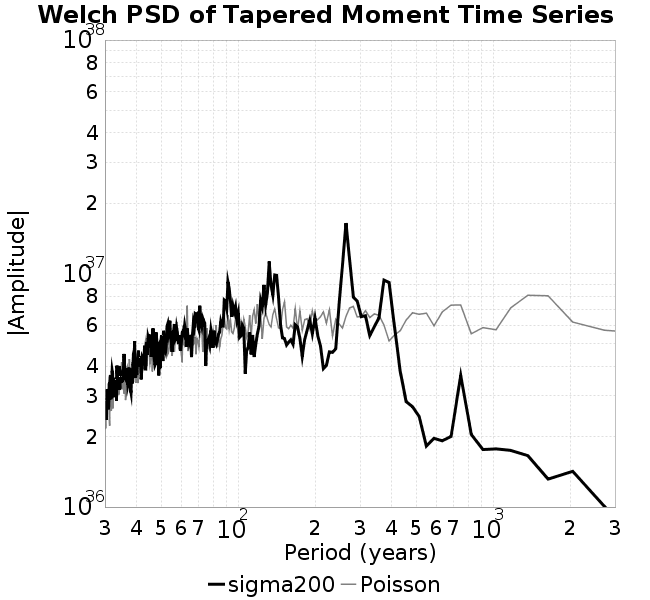 Welch PSD of Tapered Moment Time Series
10^38
8
6
4
3
2
10^37
8
6
4
3
2
10^36
|Amplitude|
3 4 5 6 7 10^2 2 3 4 5 6 7 10^3 2 3
Period (years)
sigma200 Poisson